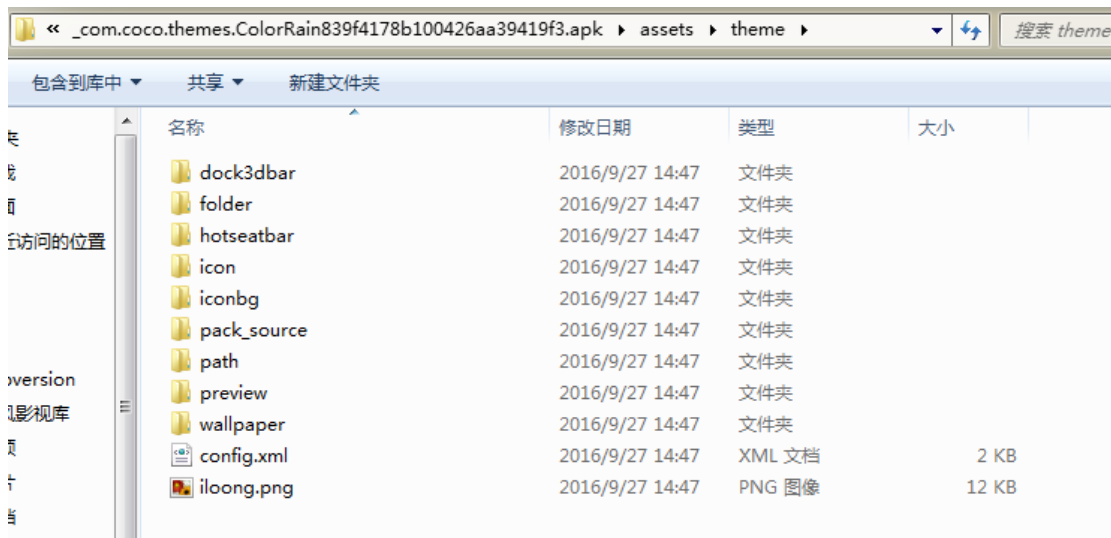 « _com.coco.themes.ColorRain839f4178b100426aa39419f3.apk ▸ assets ▸ theme ▸ 搜索 theme
包含到库中 ▼ 共享 ▼ 新建文件夹
名称 修改日期 类型 大小
夹
dock3dbar 2016/9/27 14:47 文件夹
folder 2016/9/27 14:47 文件夹
hotseatbar 2016/9/27 14:47 文件夹
访问的位置
icon 2016/9/27 14:47 文件夹
iconbg 2016/9/27 14:47 文件夹
pack_source 2016/9/27 14:47 文件夹
path 2016/9/27 14:47 文件夹
version
preview 2016/9/27 14:47 文件夹
影视库
wallpaper 2016/9/27 14:47 文件夹
config.xml 2016/9/27 14:47 XML 文档 2 KB
iloong.png 2016/9/27 14:47 PNG 图像 12 KB